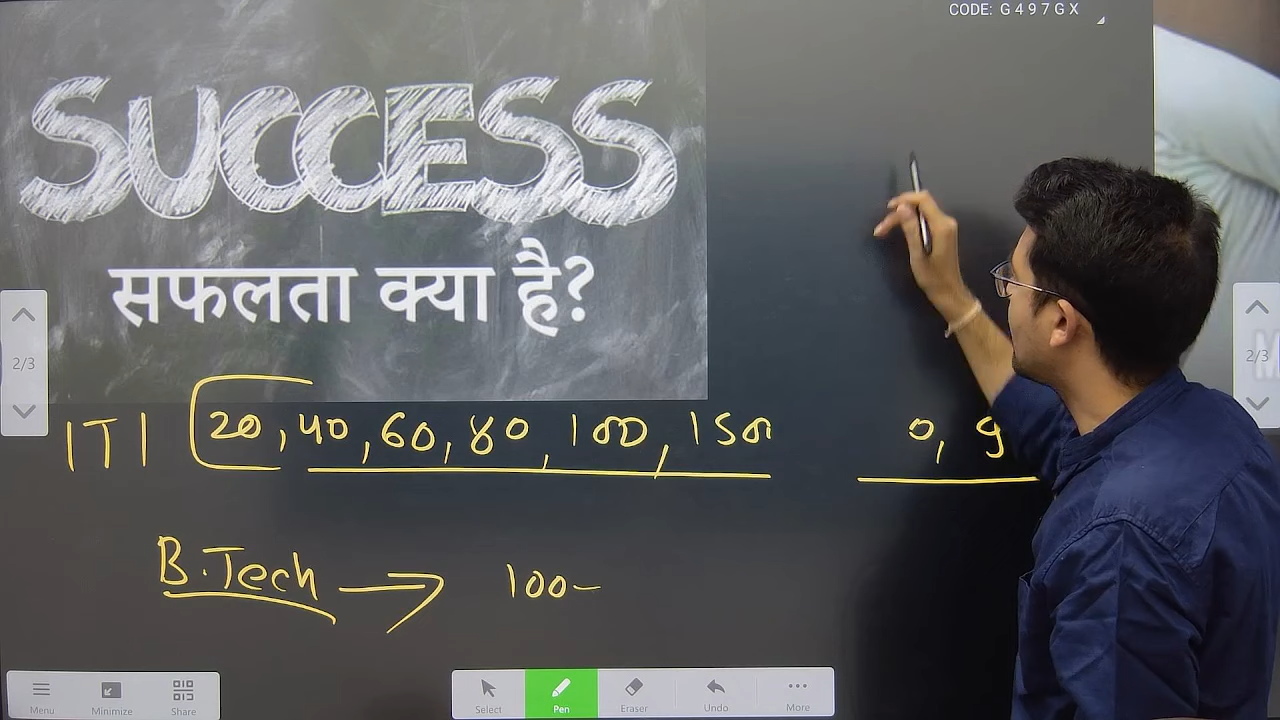 CODE: G497GX
SUCCESS
सफलता क्या है?
2/3
2/3
ITI 20, 40, 60, 80, 100, 150 0, 9
B.Tech → 100-
Menu Minimize Share Select Pen Eraser Undo More